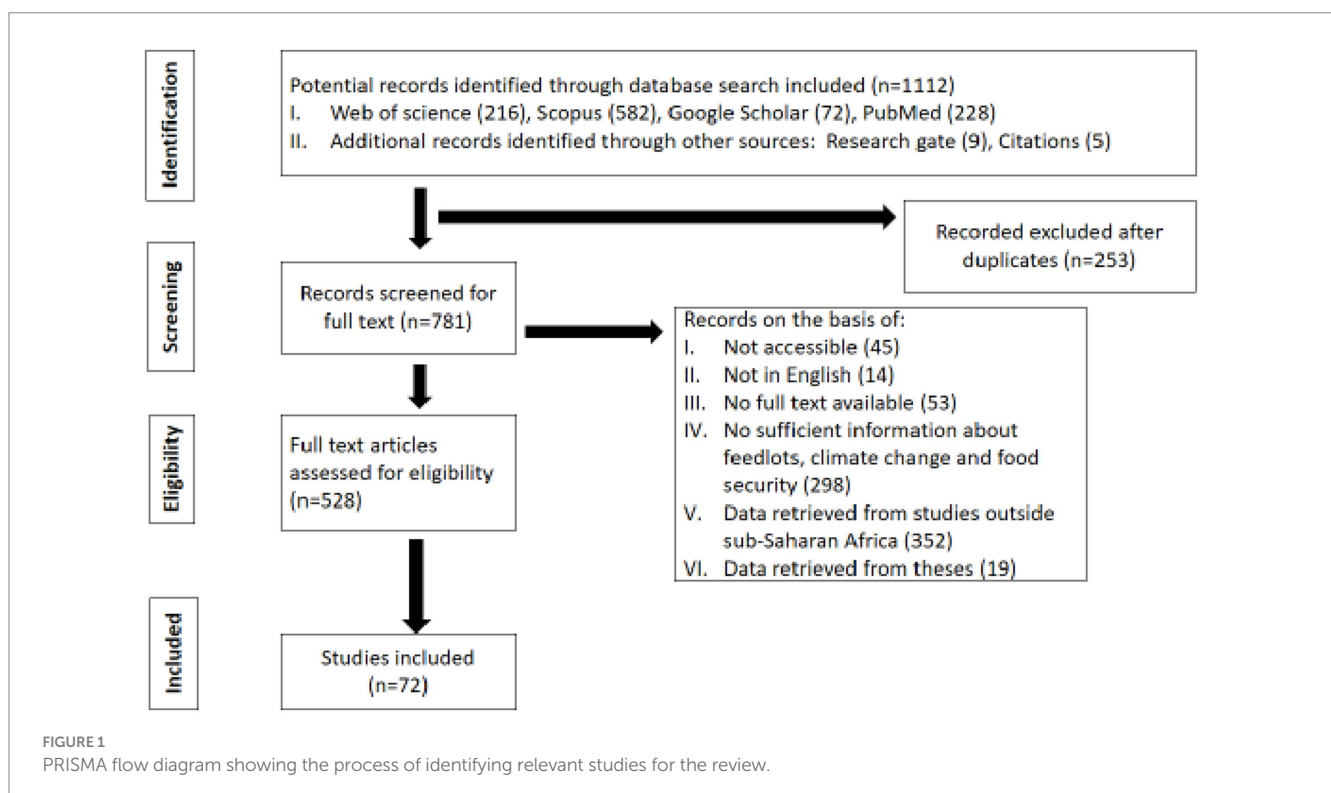 Identification
Potential records identified through database search included (n=1112)
I. Web of science (216), Scopus (582), Google Scholar (72), PubMed (228)
II. Additional records identified through other sources: Research gate (9), Citations (5)
Recorded excluded after
duplicates (n=253)
Screening
Records screened for
full text (n=781)
Records on the basis of:
I. Not accessible (45)
II. Not in English (14)
III. No full text available (53)
IV. No sufficient information about
feedlots, climate change and food
security (298)
V. Data retrieved from studies outside
sub-Saharan Africa (352)
VI. Data retrieved from theses (19)
Eligibility
Full text articles
assessed for eligibility
(n=528)
Included
Studies included
(n=72)
FIGURE 1
PRISMA flow diagram showing the process of identifying relevant studies for the review.